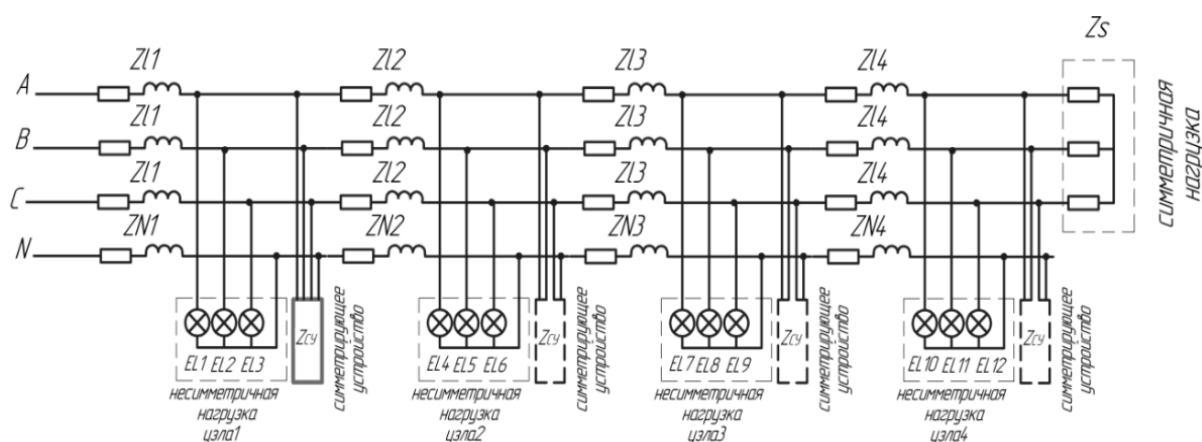 Zs
Zl1
Zl2
Zl3
Zl4
A
Zl1
Zl2
Zl3
Zl4
B
Zl1
Zl2
Zl3
Zl4
C
ZN1
ZN2
ZN3
ZN4
N
симметричная
нагрузка
EL1 EL2 EL3
Zсу
симметрирующее
устройство
несимметричная
нагрузка
узла1
EL4 EL5 EL6
Zсу
симметрирующее
устройство
несимметричная
нагрузка
узла2
EL7 EL8 EL9
Zсу
симметрирующее
устройство
несимметричная
нагрузка
узла3
EL10 EL11 EL12
Zсу
симметрирующее
устройство
несимметричная
нагрузка
узла4